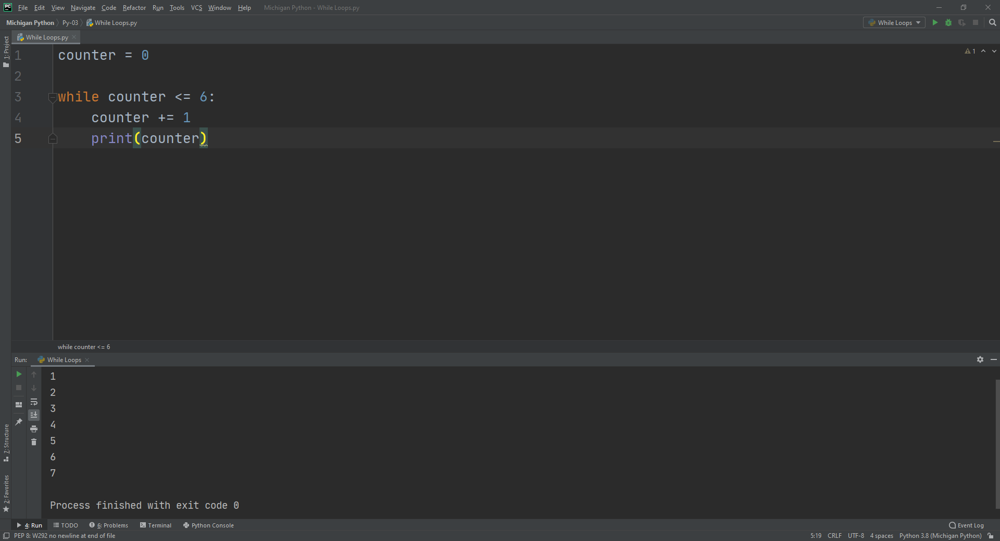 PC File Edit View Navigate Code Refactor Run Tools VCS Window Help Michigan Python - While Loops.py
Michigan Python Py-03 While Loops.py While Loops
1: Project
While Loops.py
1 counter = 0
1
2
3 while counter <= 6:
4     counter += 1
5     print(counter)
while counter <= 6
Run: While Loops
1
2
3
4
5
6
7
Process finished with exit code 0
7: Structure
2: Favorites
4: Run TODO 6: Problems Terminal Python Console Event Log
PEP 8: W292 no newline at end of file 5:19 CRLF UTF-8 4 spaces Python 3.8 (Michigan Python)